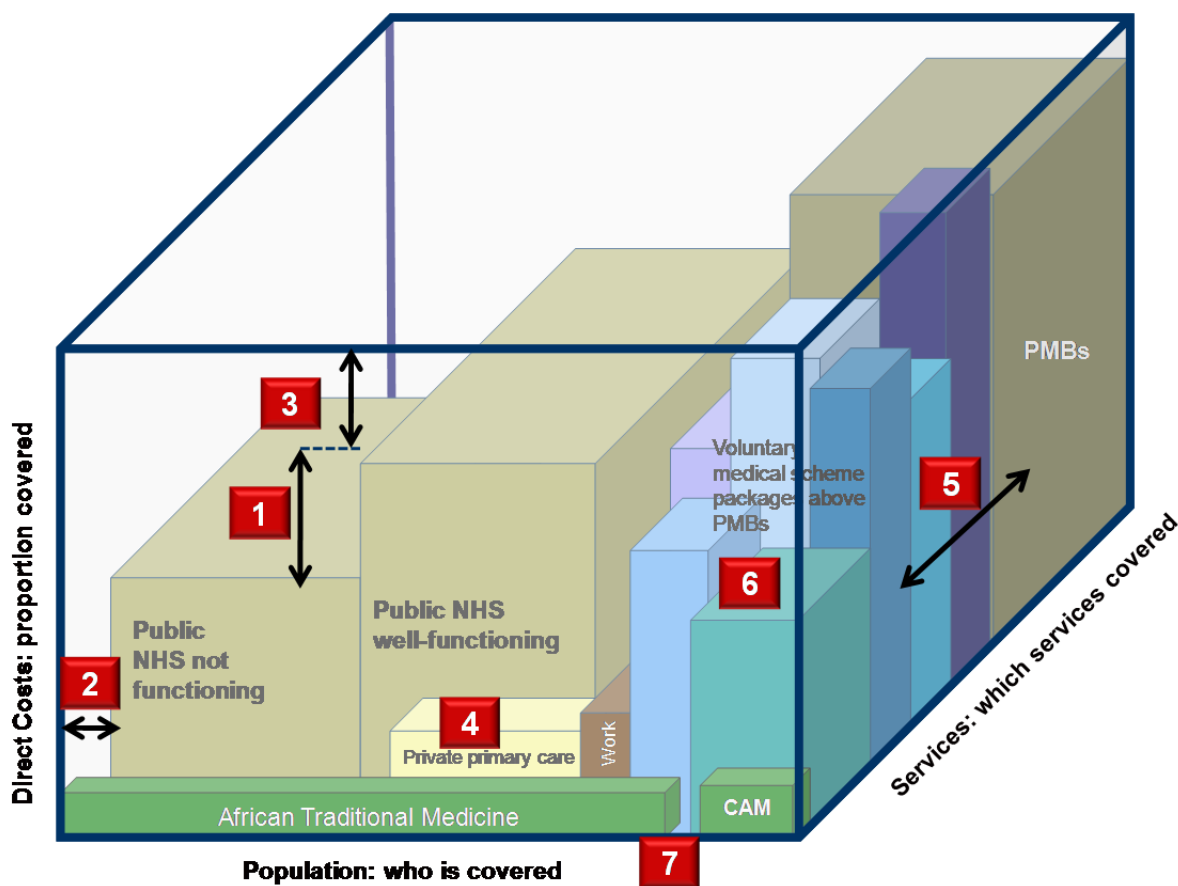 PMBs
3
Voluntary
medical scheme
packages above
PMBs
5
1
6
Public NHS
well-functioning
Public
NHS not
functioning
2
4
Private primary care
Work
African Traditional Medicine
CAM
7
Direct Costs: proportion covered
Population: who is covered
Services: which services covered